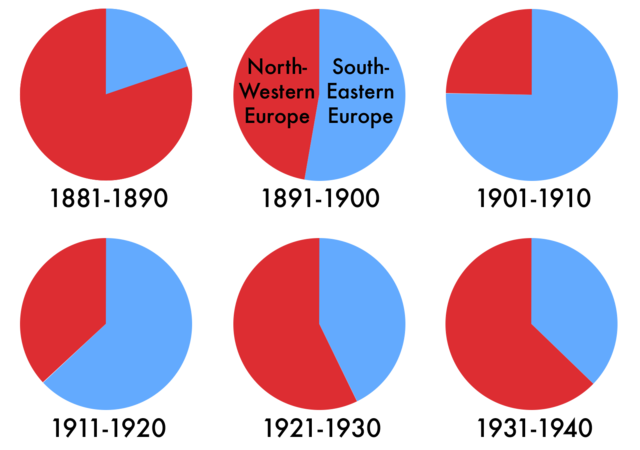 North-
Western
Europe
South-
Eastern
Europe
1881-1890
1891-1900
1901-1910
1911-1920
1921-1930
1931-1940